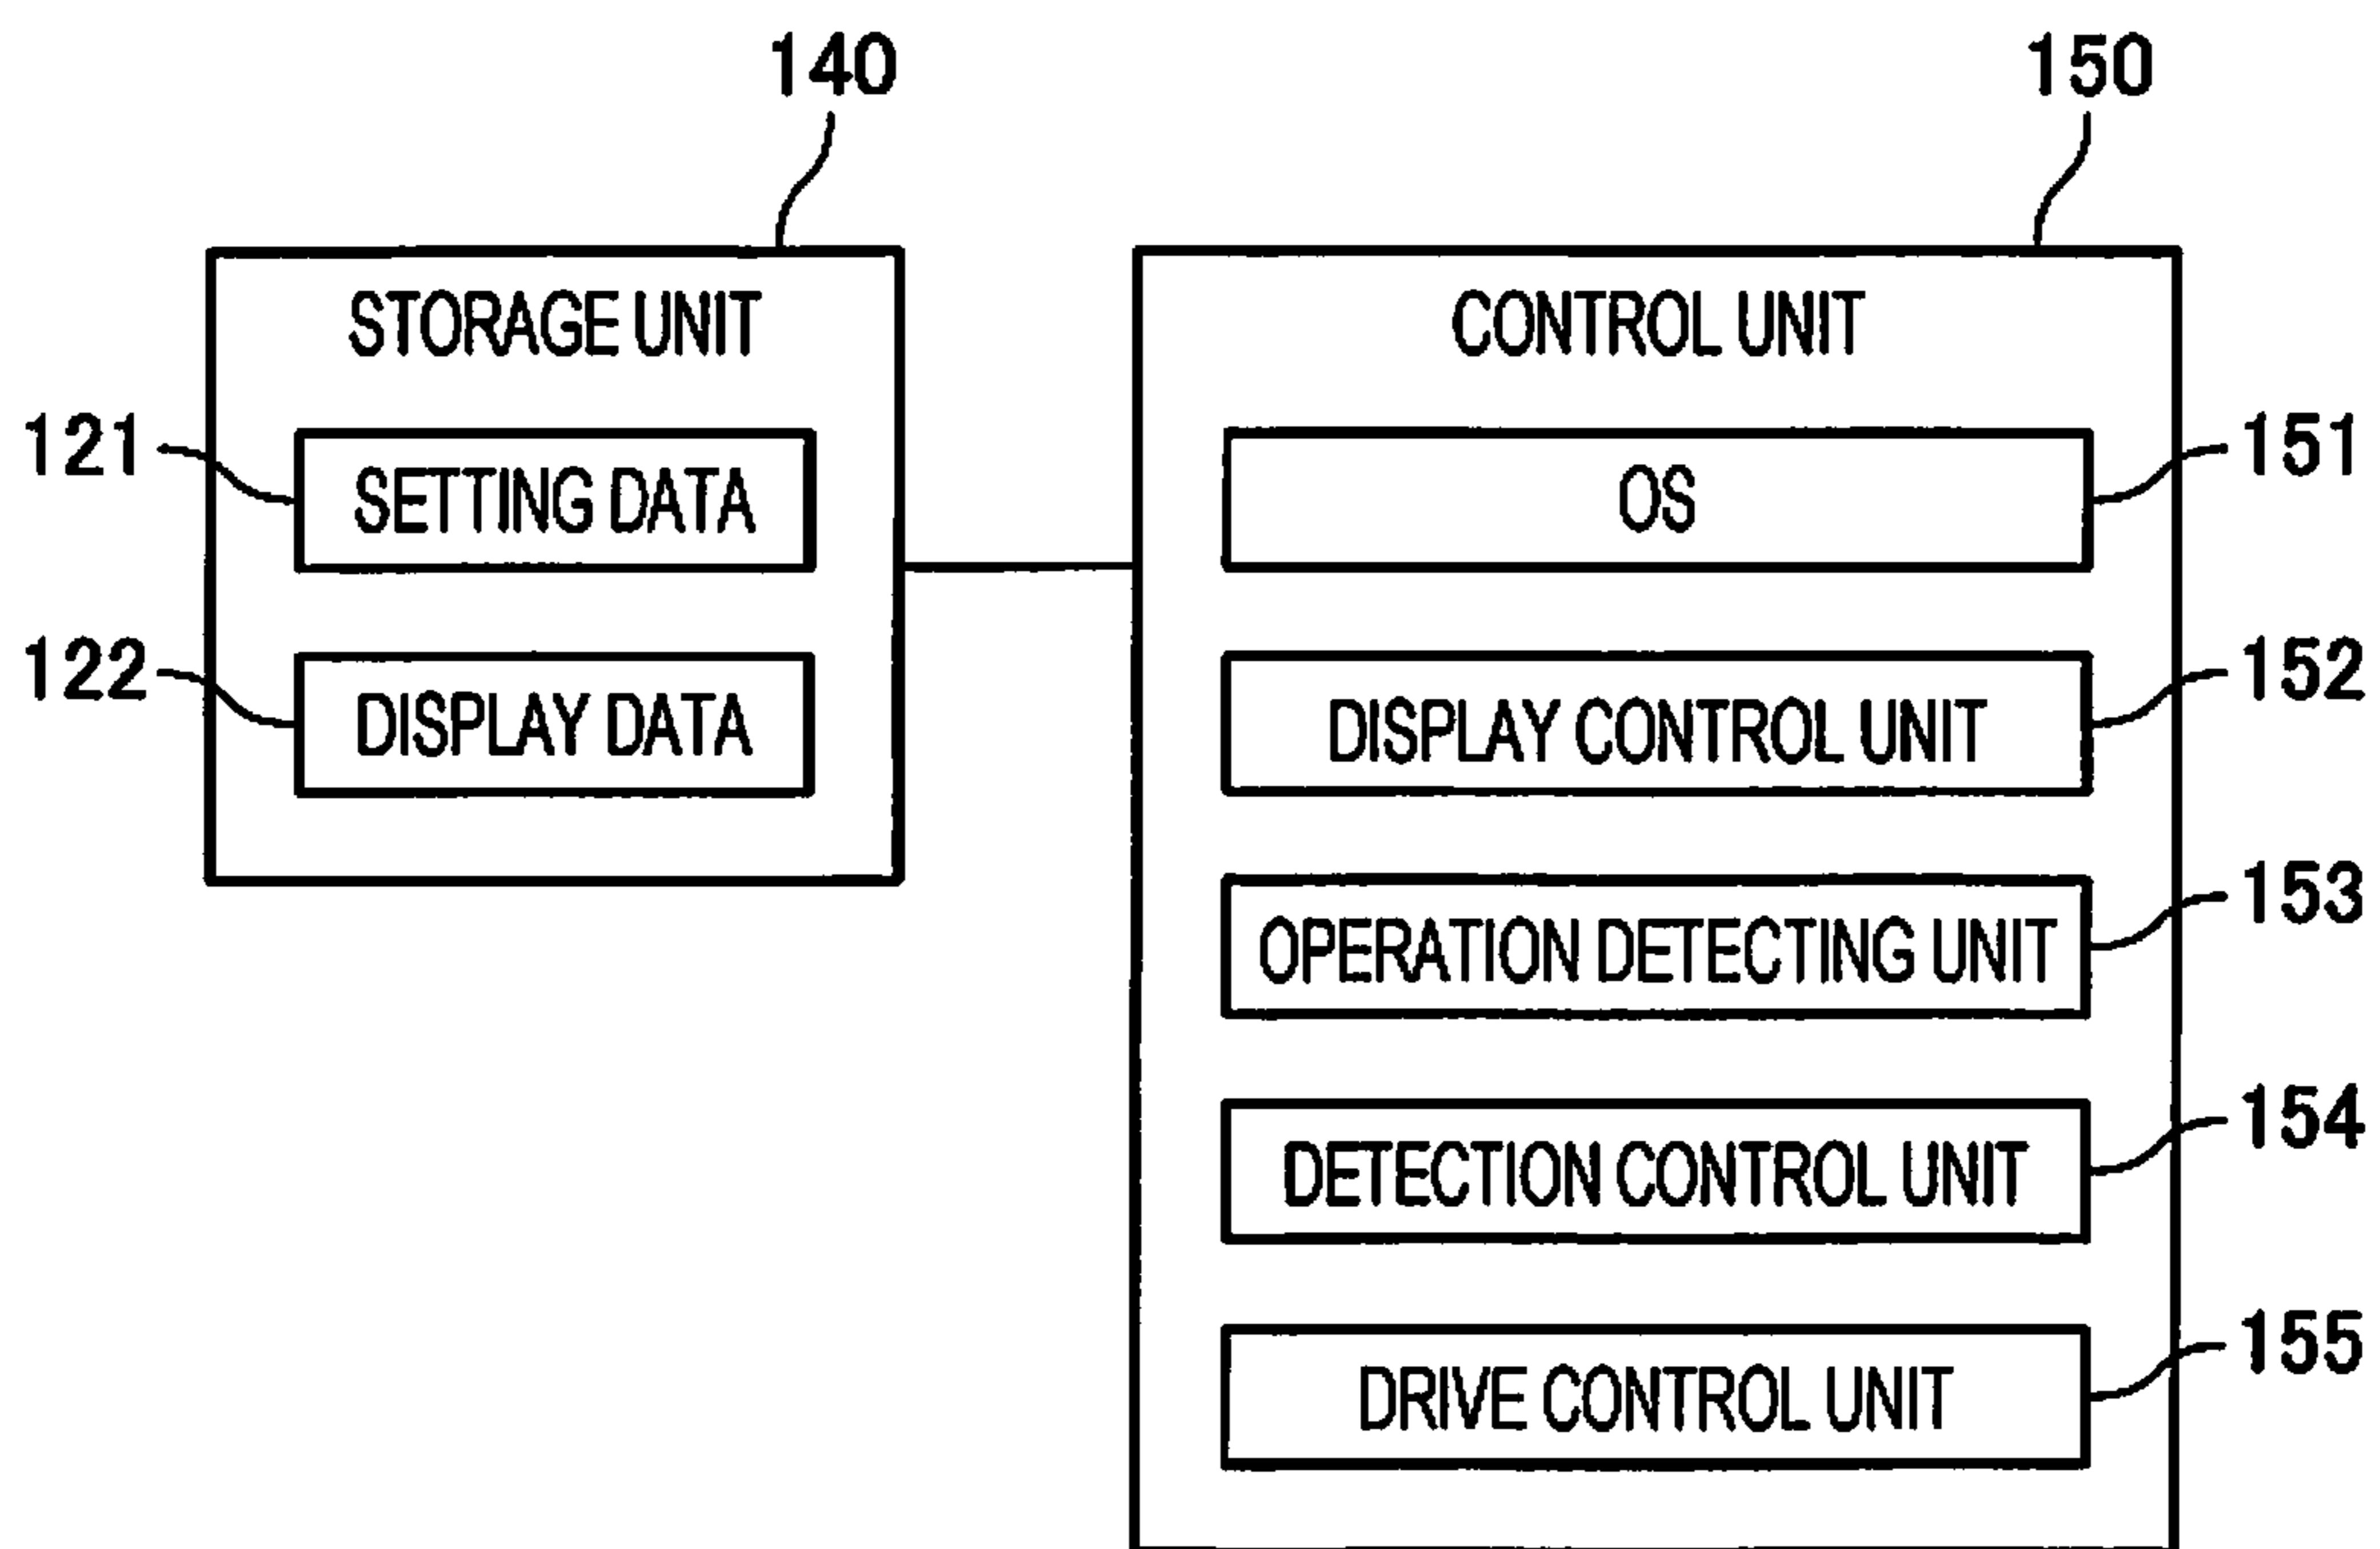 140
150
STORAGE UNIT
CONTROL UNIT
121
SETTING DATA
OS
151
122
DISPLAY DATA
DISPLAY CONTROL UNIT
152
OPERATION DETECTING UNIT
153
DETECTION CONTROL UNIT
154
DRIVE CONTROL UNIT
155